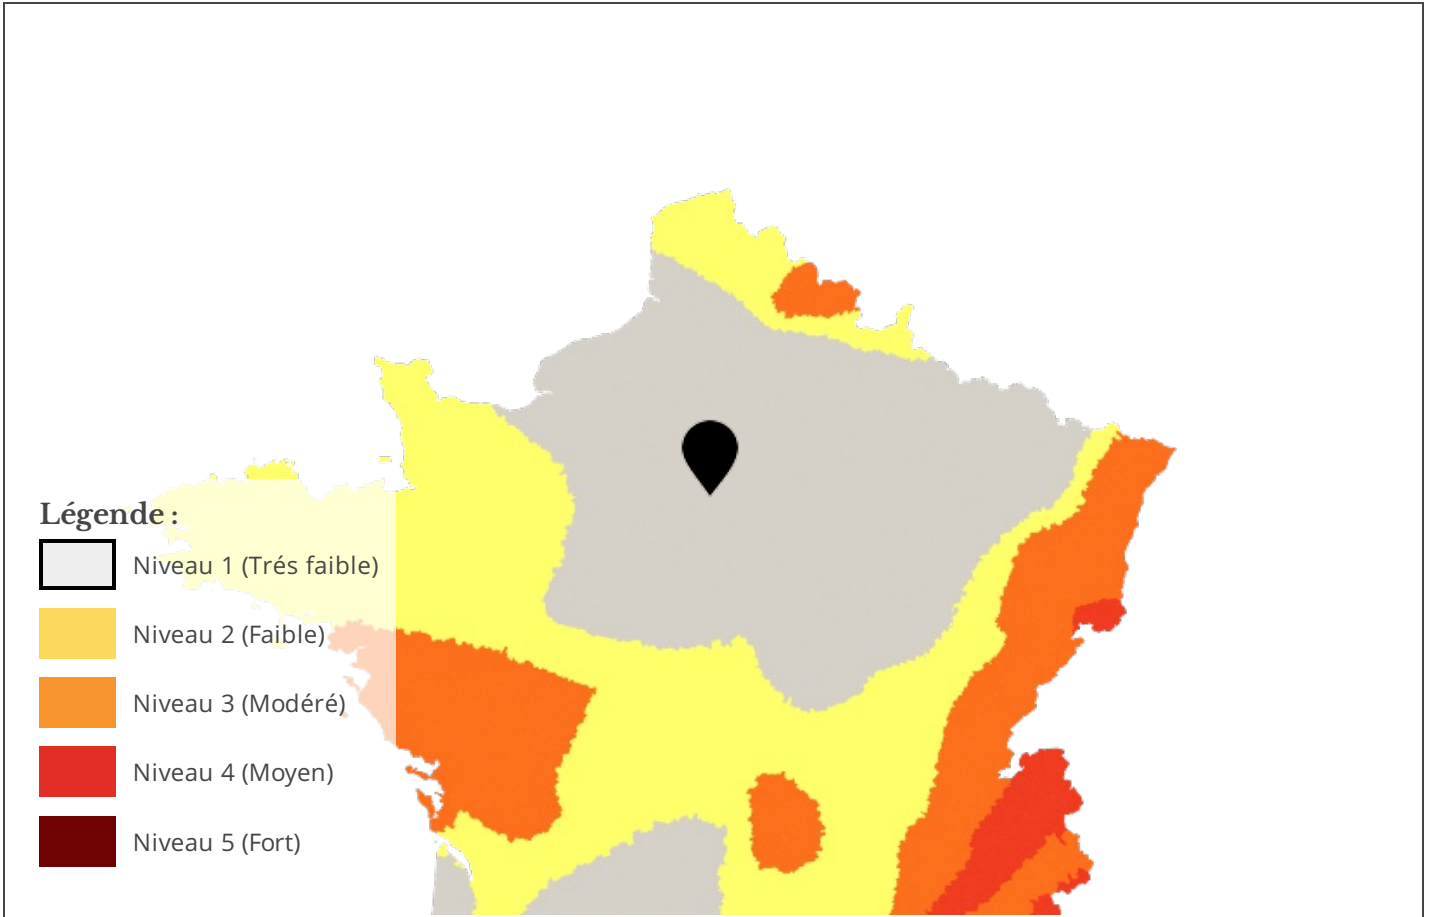 Légende :
Niveau 1 (Trés faible)
Niveau 2 (Faible)
Niveau 3 (Modéré)
Niveau 4 (Moyen)
Niveau 5 (Fort)